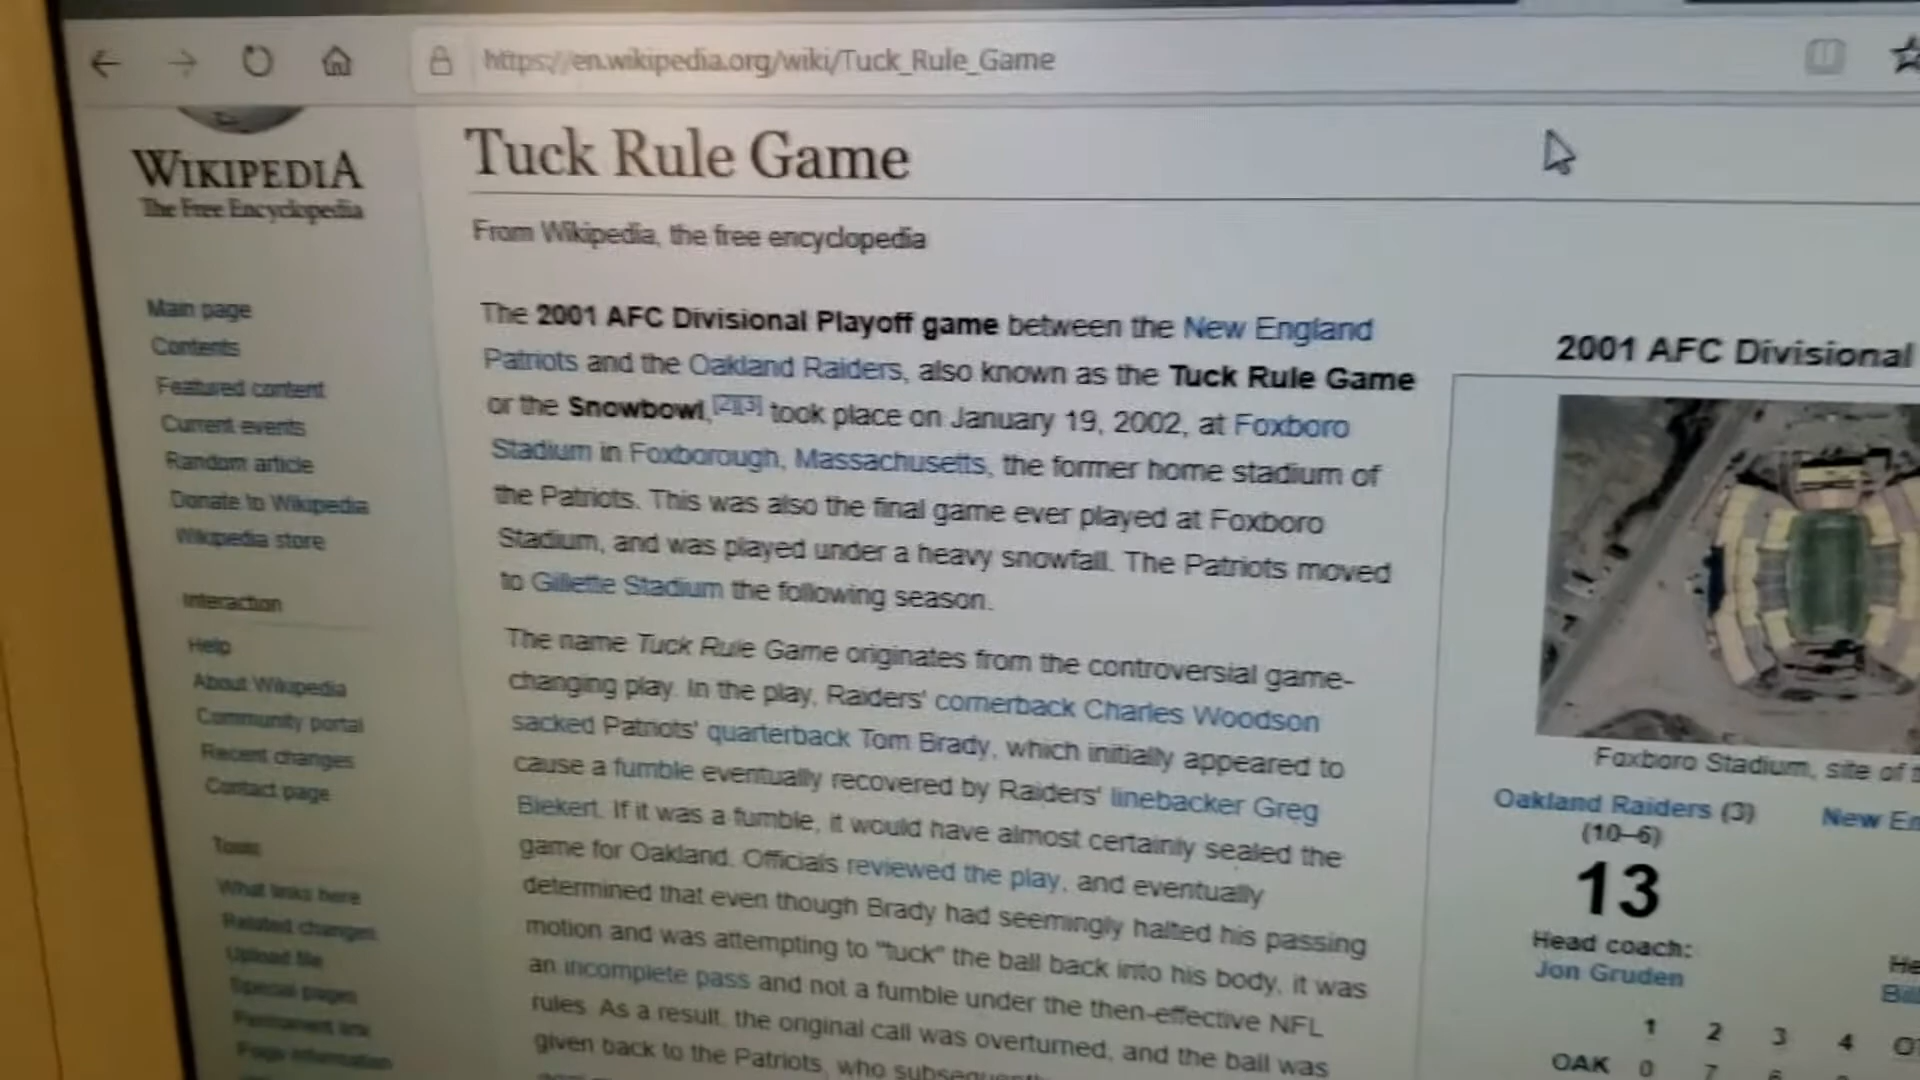 https://en.wikipedia.org/wiki/Tuck_Rule_Game
WIKIPEDIA
The Free Encyclopedia
Main page
Contents
Featured content
Current events
Random article
Donate to Wikipedia
Wikipedia store
Interaction
Help
About Wikipedia
Community portal
Recent changes
Contact page
Tools
What links here
Related changes
Upload file
Special pages
Permanent link
Page information
Tuck Rule Game
From Wikipedia, the free encyclopedia
The 2001 AFC Divisional Playoff game between the New England
Patriots and the Oakland Raiders, also known as the Tuck Rule Game
or the Snowbowl,[2][3] took place on January 19, 2002, at Foxboro
Stadium in Foxborough, Massachusetts, the former home stadium of
the Patriots. This was also the final game ever played at Foxboro
Stadium, and was played under a heavy snowfall. The Patriots moved
to Gillette Stadium the following season.
The name Tuck Rule Game originates from the controversial game-
changing play. In the play, Raiders' cornerback Charles Woodson
sacked Patriots' quarterback Tom Brady, which initially appeared to
cause a fumble eventually recovered by Raiders' linebacker Greg
Biekert. If it was a fumble, it would have almost certainly sealed the
game for Oakland. Officials reviewed the play, and eventually
determined that even though Brady had seemingly halted his passing
motion and was attempting to "tuck" the ball back into his body, it was
an incomplete pass and not a fumble under the then-effective NFL
rules. As a result, the original call was overturned, and the ball was
given back to the Patriots, who
2001 AFC Divisional
Foxboro Stadium, site of
Oakland Raiders (3)
(10–6)
13
Head coach:
Jon Gruden
New En
He
Bill
1 2 3 4 O
OAK 0 7 6